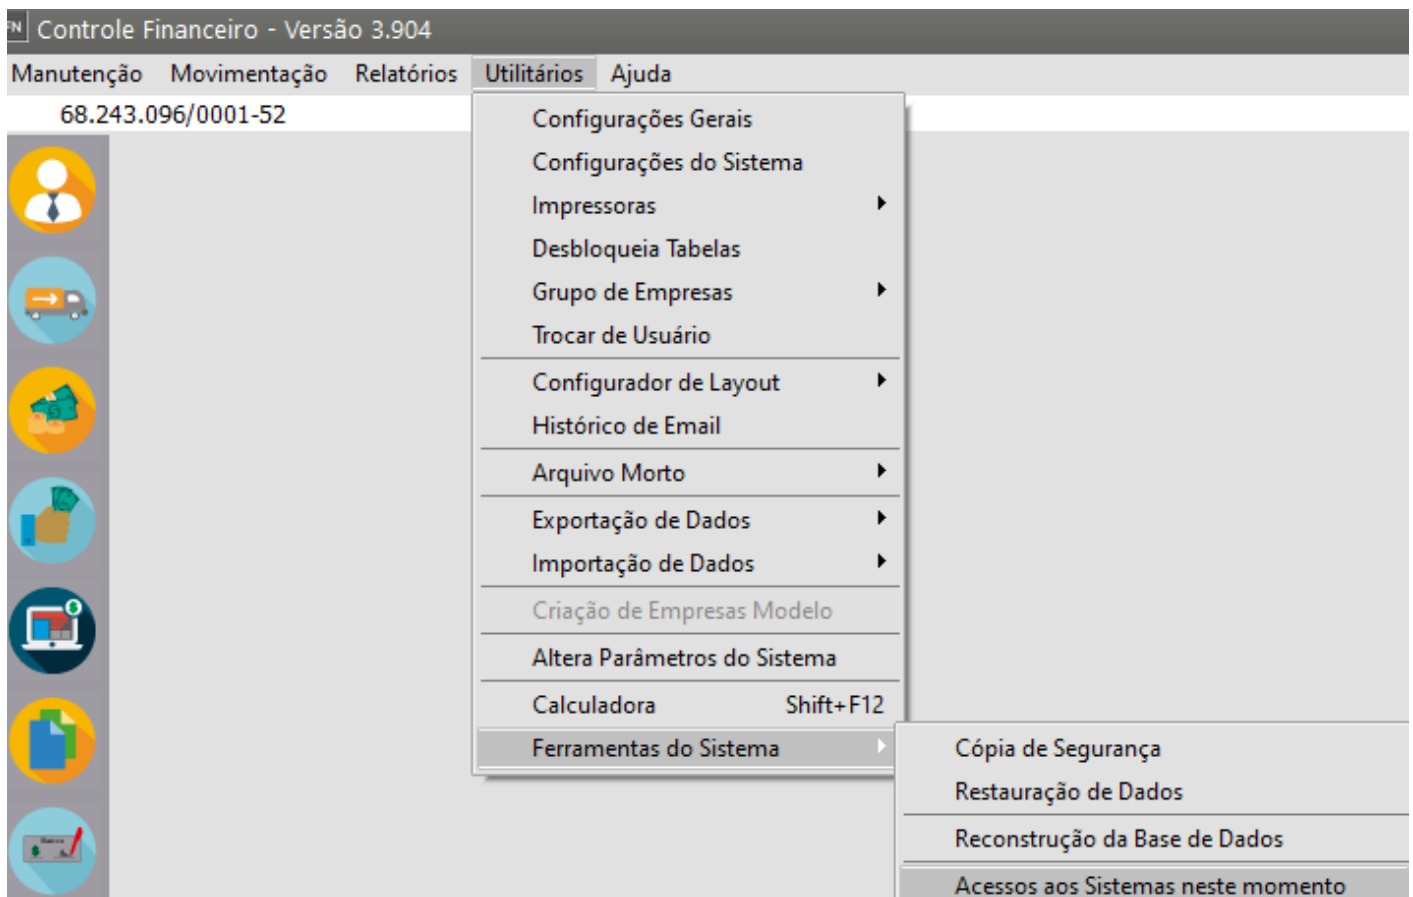 FN Controle Financeiro - Versão 3.904
Manutenção Movimentação Relatórios Utilitários Ajuda
68.243.096/0001-52
Configurações Gerais
Configurações do Sistema
Impressoras
Desbloqueia Tabelas
Grupo de Empresas
Trocar de Usuário
Configurador de Layout
Histórico de Email
Arquivo Morto
Exportação de Dados
Importação de Dados
Criação de Empresas Modelo
Altera Parâmetros do Sistema
Calculadora Shift+F12
Ferramentas do Sistema
Cópia de Segurança
Restauração de Dados
Reconstrução da Base de Dados
Acessos aos Sistemas neste momento